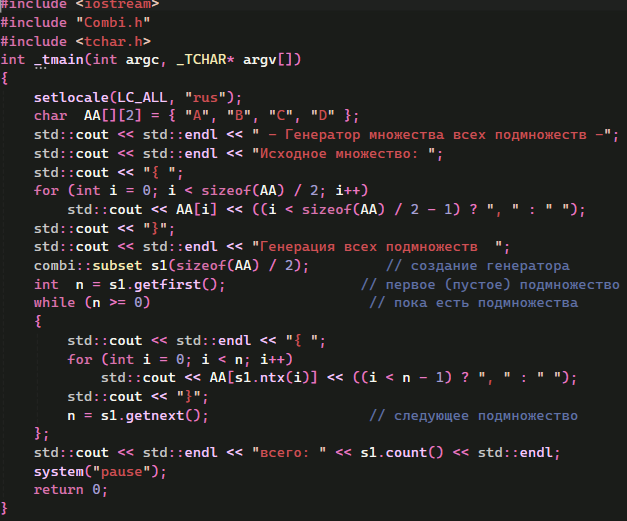 #include <iostream>
#include "Combi.h"
#include <tchar.h>
int _tmain(int argc, _TCHAR* argv[])
{
    setlocale(LC_ALL, "rus");
    char  AA[][2] = { "A", "B", "C", "D" };
    std::cout << std::endl << " - Генератор множества всех подмножеств -";
    std::cout << std::endl << "Исходное множество: ";
    std::cout << "{ ";
    for (int i = 0; i < sizeof(AA) / 2; i++)
        std::cout << AA[i] << ((i < sizeof(AA) / 2 - 1) ? ", " : " ");
    std::cout << "}";
    std::cout << std::endl << "Генерация всех подмножеств  ";
    combi::subset s1(sizeof(AA) / 2);         // создание генератора
    int  n = s1.getfirst();                // первое (пустое) подмножество
    while (n >= 0)                          // пока есть подмножества
    {
        std::cout << std::endl << "{ ";
        for (int i = 0; i < n; i++)
            std::cout << AA[s1.ntx(i)] << ((i < n - 1) ? ", " : " ");
        std::cout << "}";
        n = s1.getnext();                   // следующее подмножество
    };
    std::cout << std::endl << "всего: " << s1.count() << std::endl;
    system("pause");
    return 0;
}